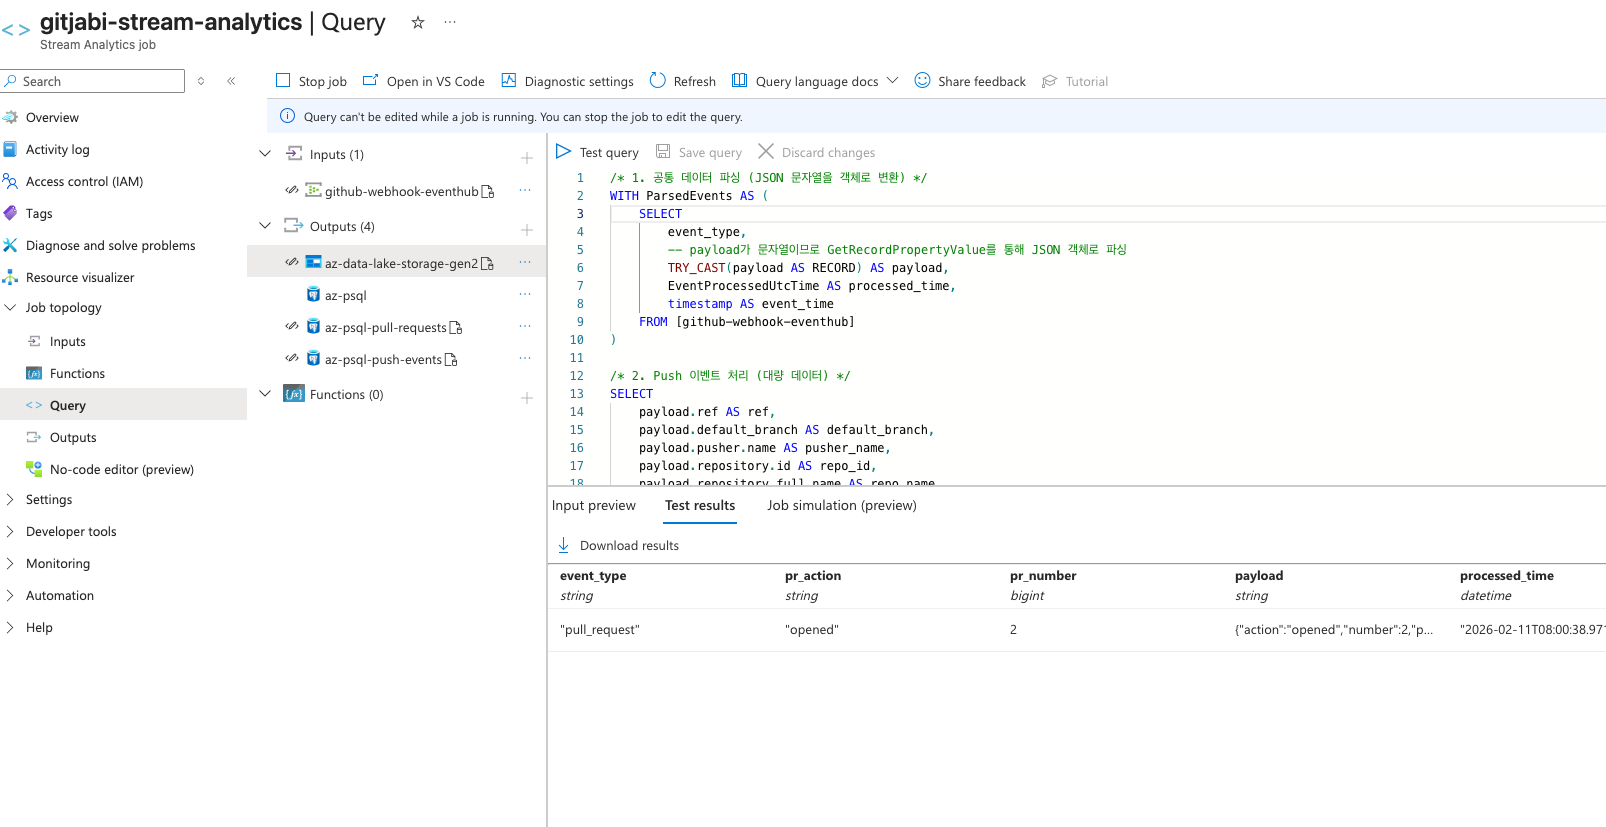 gitjabi-stream-analytics | Query
Stream Analytics job
Search
Overview
Activity log
Access control (IAM)
Tags
Diagnose and solve problems
Resource visualizer
Job topology
Inputs
Functions
Query
Outputs
No-code editor (preview)
Settings
Developer tools
Monitoring
Automation
Help
Stop job
Open in VS Code
Diagnostic settings
Refresh
Query language docs
Share feedback
Tutorial
Query can't be edited while a job is running. You can stop the job to edit the query.
Inputs (1)
github-webhook-eventhub
Outputs (4)
az-data-lake-storage-gen2
az-psql
az-psql-pull-requests
az-psql-push-events
Functions (0)
Test query
Save query
Discard changes
1 /* 1. 공통 데이터 파싱 (JSON 문자열을 객체로 변환) */
2 WITH ParsedEvents AS (
3 SELECT
4 event_type,
5 -- payload가 문자열이므로 GetRecordPropertyValue를 통해 JSON 객체로 파싱
6 TRY_CAST(payload AS RECORD) AS payload,
7 EventProcessedUtcTime AS processed_time,
8 timestamp AS event_time
9 FROM [github-webhook-eventhub]
10 )
11
12 /* 2. Push 이벤트 처리 (대량 데이터) */
13 SELECT
14 payload.ref AS ref,
15 payload.default_branch AS default_branch,
16 payload.pusher.name AS pusher_name,
17 payload.repository.id AS repo_id,
18 payload.repository.full_name AS repo_name
Input preview
Test results
Job simulation (preview)
Download results
event_type pr_action pr_number payload processed_time
string string bigint string datetime
"pull_request" "opened" 2 {"action":"opened","number":2,"p... "2026-02-11T08:00:38.971